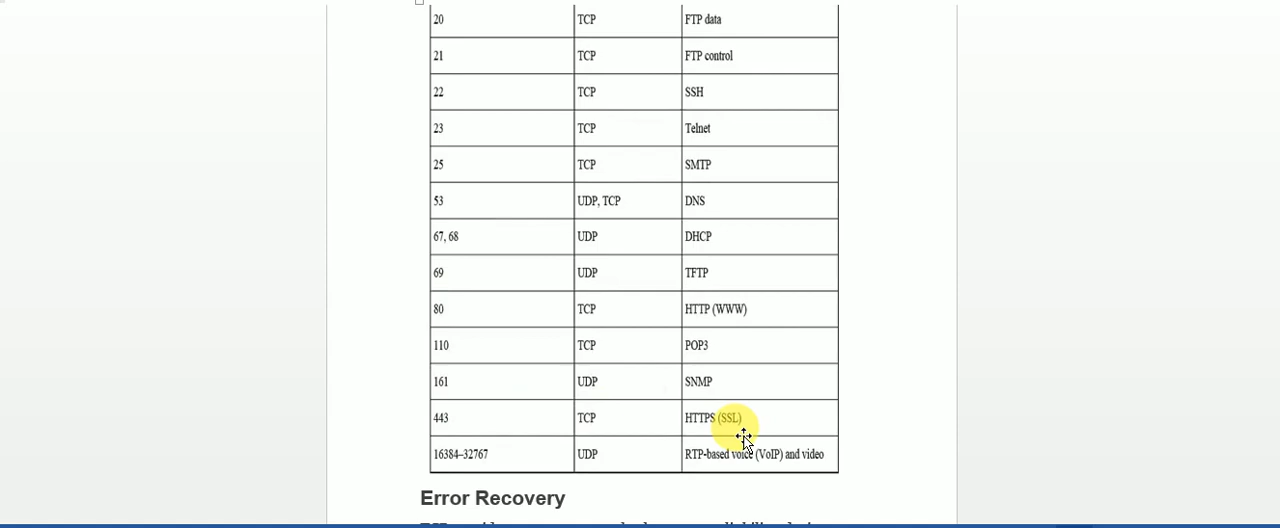 20 TCP FTP data
21 TCP FTP control
22 TCP SSH
23 TCP Telnet
25 TCP SMTP
53 UDP, TCP DNS
67, 68 UDP DHCP
69 UDP TFTP
80 TCP HTTP (WWW)
110 TCP POP3
161 UDP SNMP
443 TCP HTTPS (SSL)
16384–32767 UDP RTP-based voice (VoIP) and video
Error Recovery